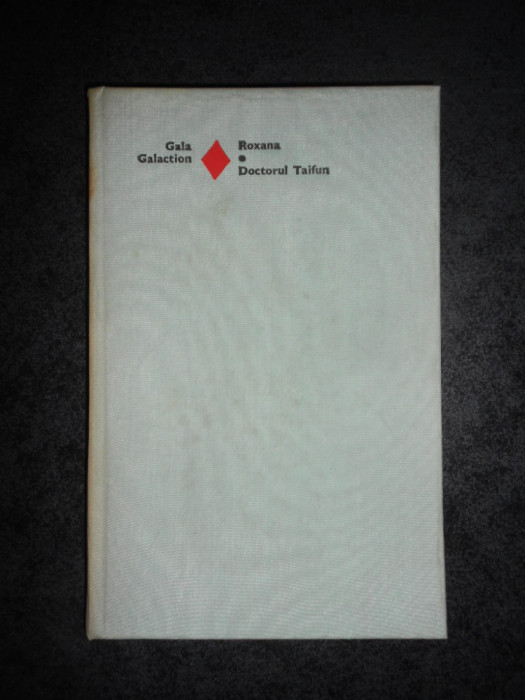 Gala
Galaction
Roxana
•
Doctorul Taifun